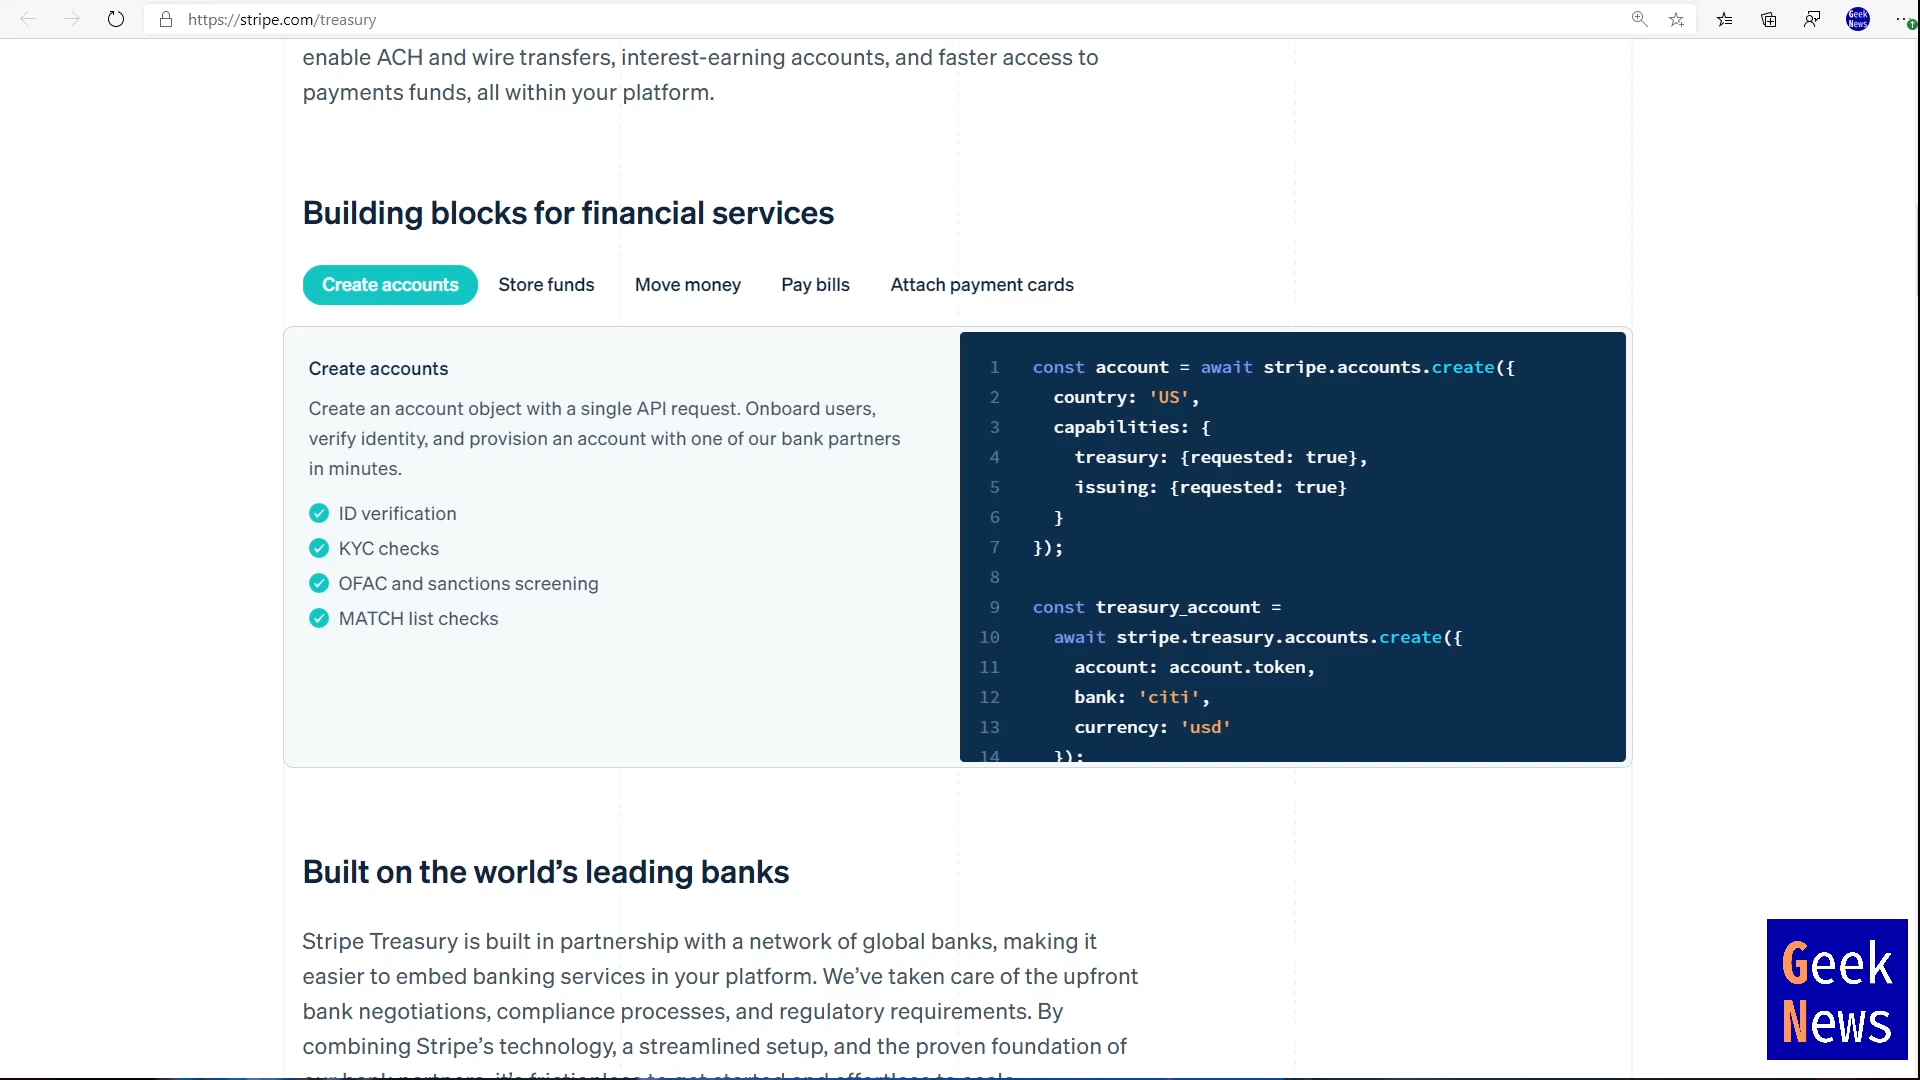 https://stripe.com/treasury
Geek
News
enable ACH and wire transfers, interest-earning accounts, and faster access to
payments funds, all within your platform.
Building blocks for financial services
Create accounts Store funds Move money Pay bills Attach payment cards
Create accounts
Create an account object with a single API request. Onboard users,
verify identity, and provision an account with one of our bank partners
in minutes.
ID verification
KYC checks
OFAC and sanctions screening
MATCH list checks
1 const account = await stripe.accounts.create({
2 country: 'US',
3 capabilities: {
4 treasury: {requested: true},
5 issuing: {requested: true}
6 }
7 });
8
9 const treasury_account =
10 await stripe.treasury.accounts.create({
11 account: account.token,
12 bank: 'citi',
13 currency: 'usd'
14 });
Built on the world’s leading banks
Stripe Treasury is built in partnership with a network of global banks, making it
easier to embed banking services in your platform. We’ve taken care of the upfront
bank negotiations, compliance processes, and regulatory requirements. By
combining Stripe’s technology, a streamlined setup, and the proven foundation of
Geek
News